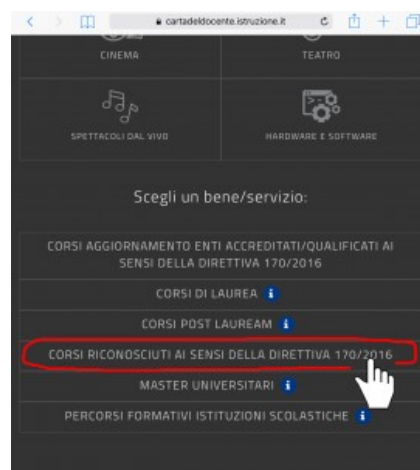 cartadeldocente.istruzione.it
CINEMA
TEATRO
SPETTACOLI DAL VIVO
HARDWARE E SOFTWARE
Scegli un bene/servizio:
CORSI AGGIORNAMENTO ENTI ACCREDITATI/QUALIFICATI AI
SENSI DELLA DIRETTIVA 170/2016
CORSI DI LAUREA i
CORSI POST LAUREAM i
CORSI RICONOSCIUTI AI SENSI DELLA DIRETTIVA 170/2016
MASTER UNIVERSITARI i
PERCORSI FORMATIVI ISTITUZIONI SCOLASTICHE i